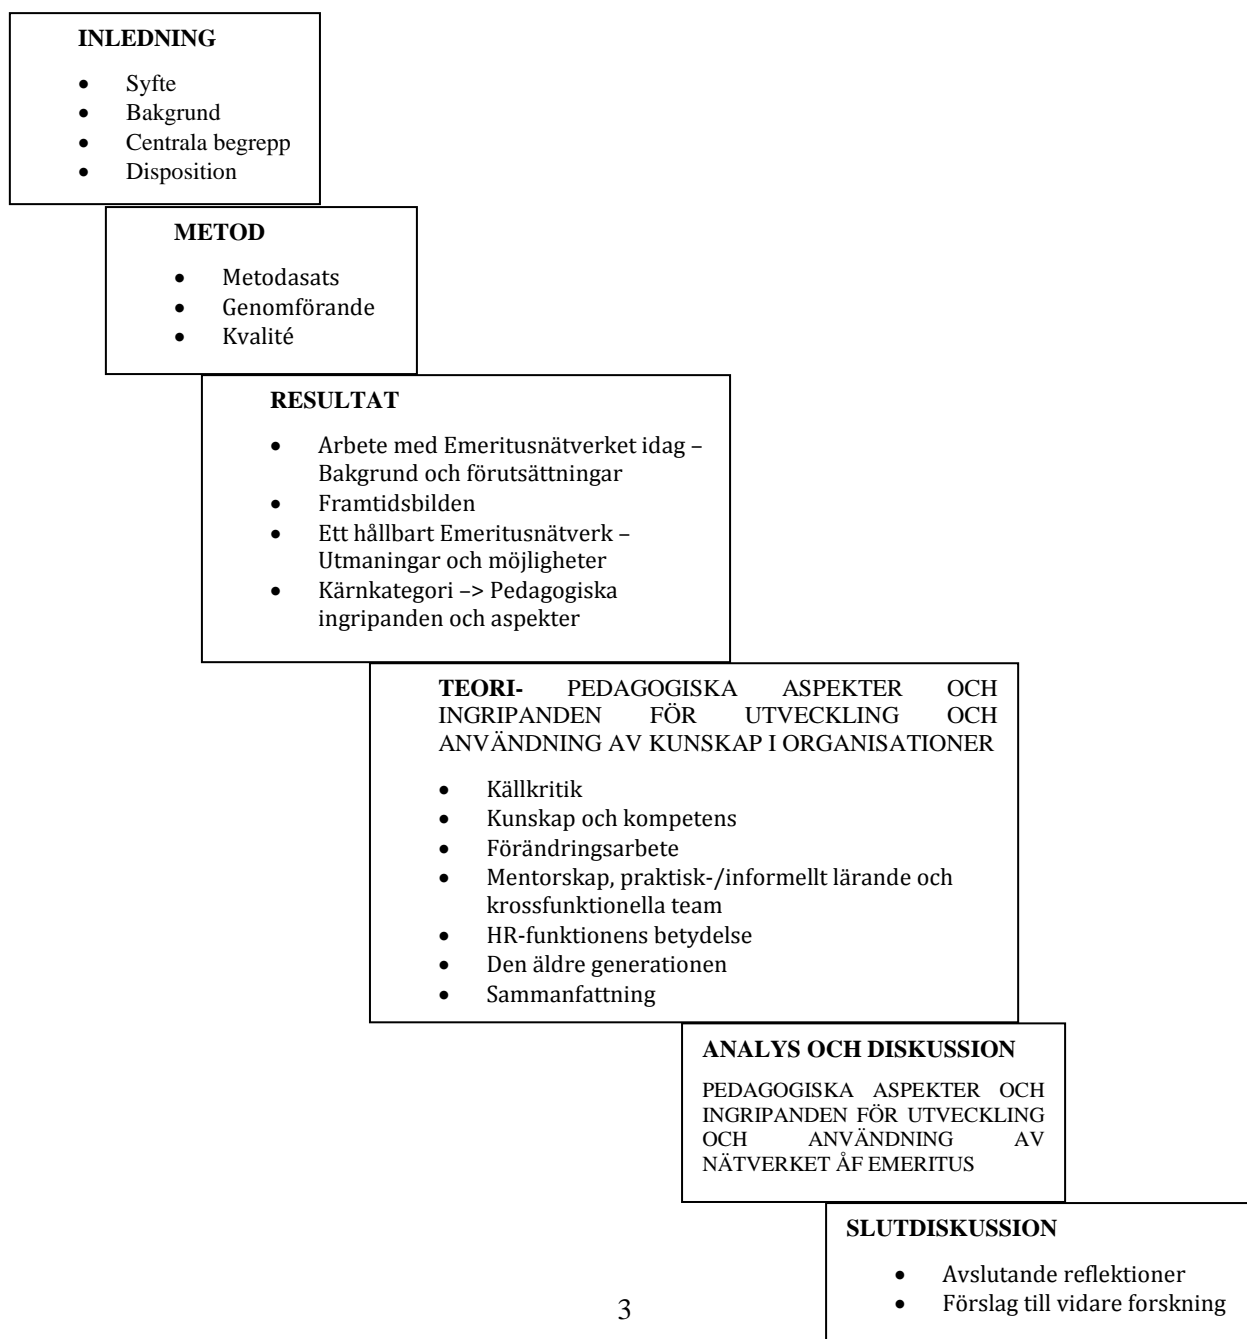 INLEDNING
• Syfte
• Bakgrund
• Centrala begrepp
• Disposition
METOD
• Metodasats
• Genomförande
• Kvalité
RESULTAT
• Arbete med Emeritusnätverket idag –
Bakgrund och förutsättningar
• Framtidsbilden
• Ett hållbart Emeritusnätverk –
Utmaningar och möjligheter
• Kärnkategori –> Pedagogiska
ingripanden och aspekter
TEORI- PEDAGOGISKA ASPEKTER OCH
INGRIPANDEN FÖR UTVECKLING OCH
ANVÄNDNING AV KUNSKAP I ORGANISATIONER
• Källkritik
• Kunskap och kompetens
• Förändringsarbete
• Mentorskap, praktisk-/informellt lärande och
krossfunktionella team
• HR-funktionens betydelse
• Den äldre generationen
• Sammanfattning
ANALYS OCH DISKUSSION
PEDAGOGISKA ASPEKTER OCH
INGRIPANDEN FÖR UTVECKLING
OCH ANVÄNDNING AV
NÄTVERKET ÅF EMERITUS
SLUTDISKUSSION
• Avslutande reflektioner
• Förslag till vidare forskning
3